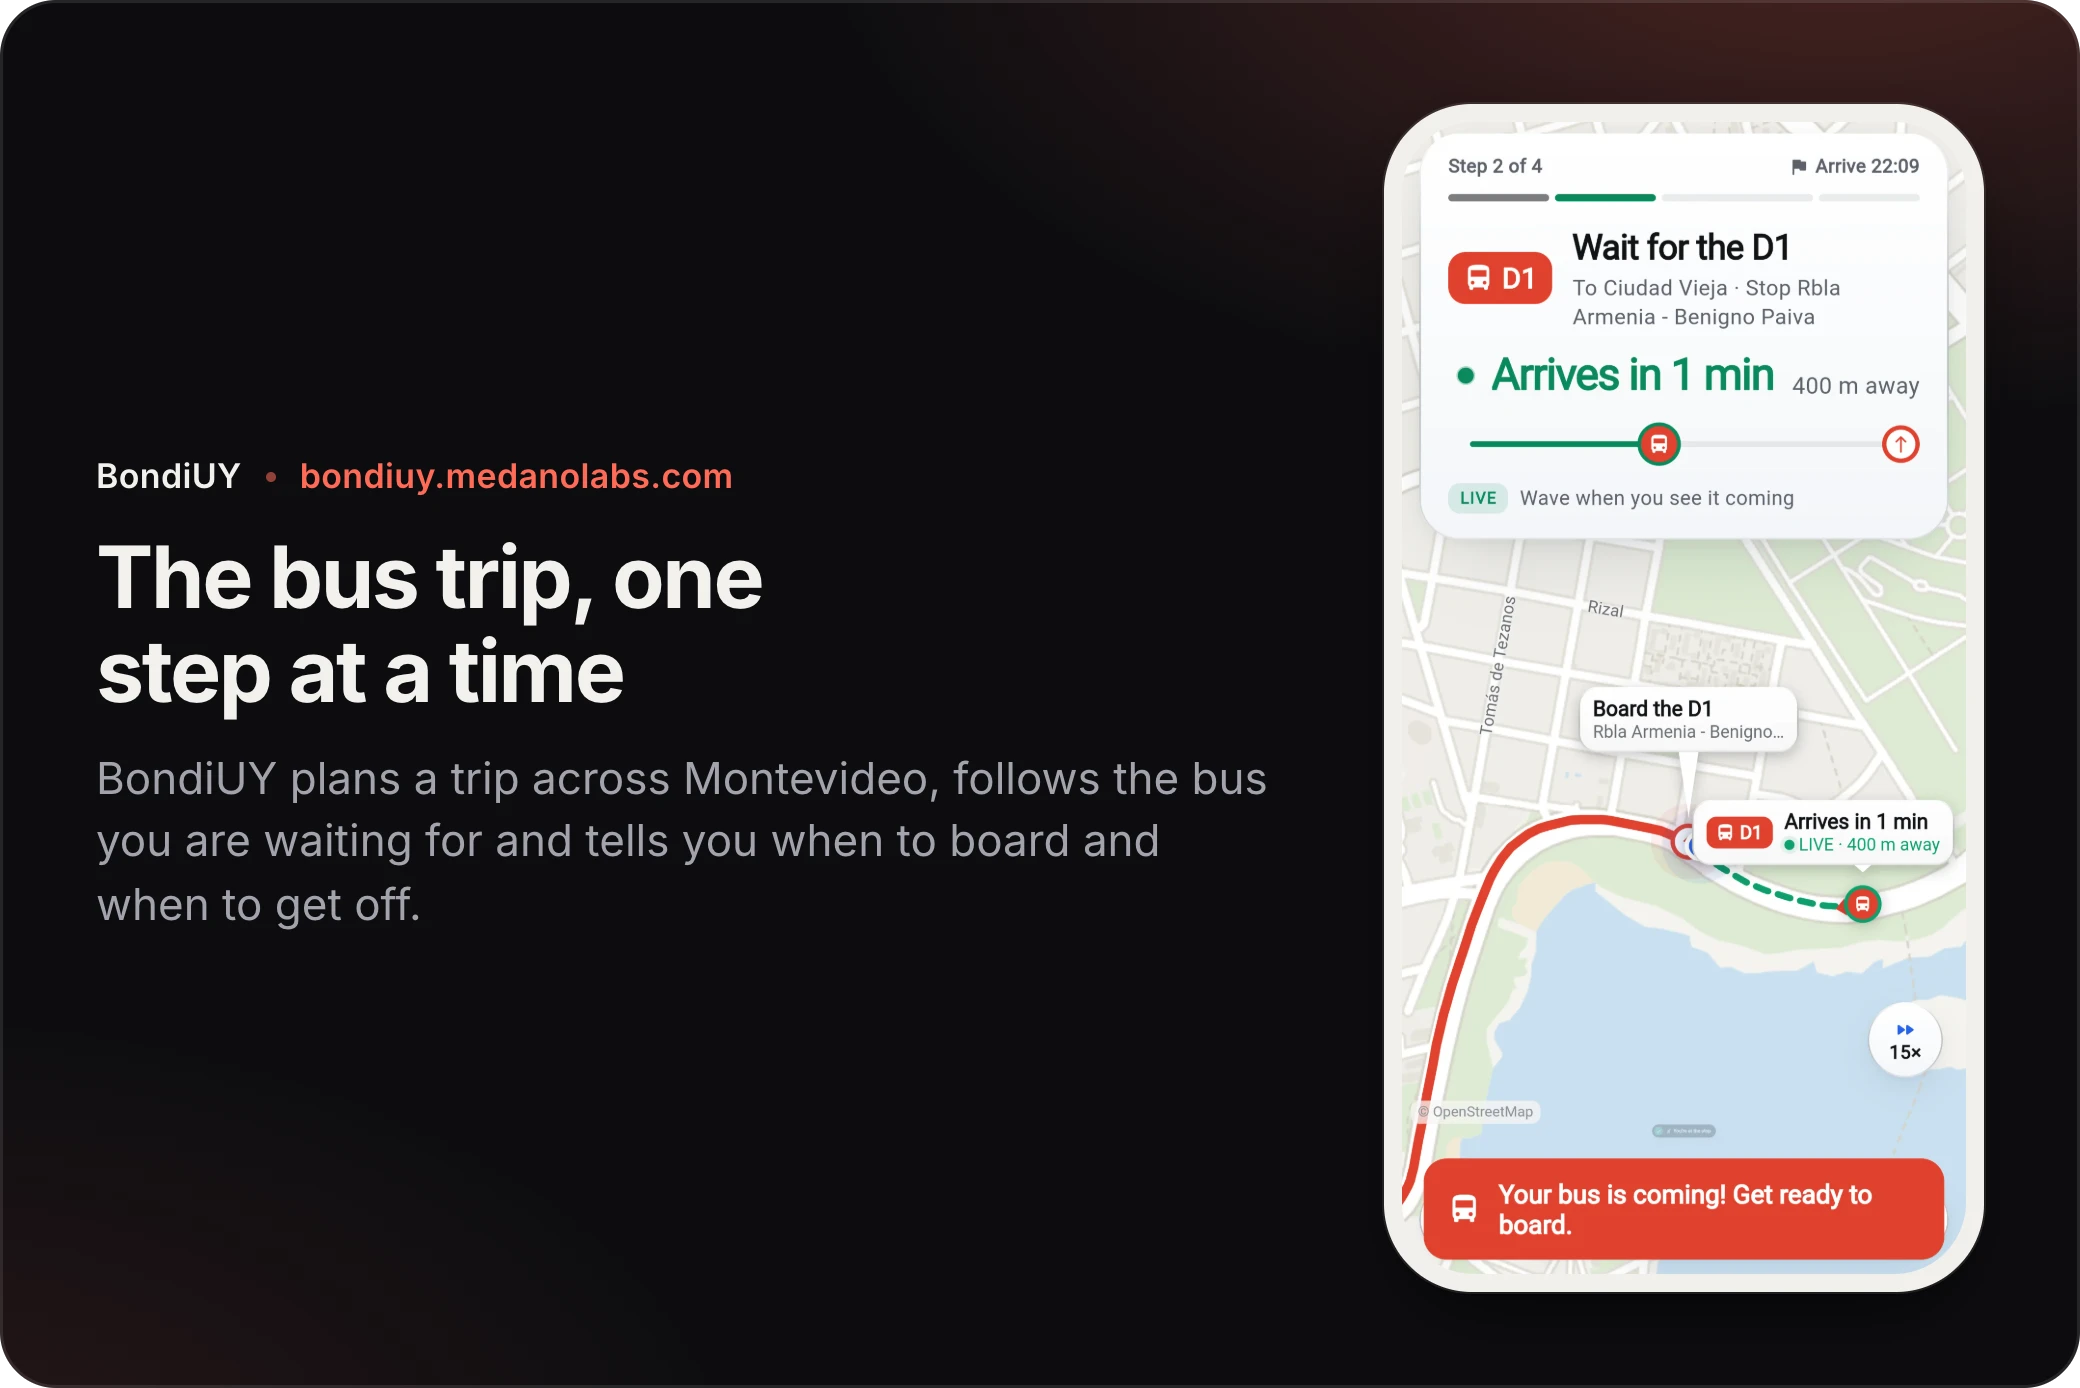 BondiUY • bondiuy.medanolabs.com
The bus trip, one
step at a time
BondiUY plans a trip across Montevideo, follows the bus
you are waiting for and tells you when to board and
when to get off.
Step 2 of 4
Arrive 22:09
D1
Wait for the D1
To Ciudad Vieja · Stop Rbla
Armenia - Benigno Paiva
Arrives in 1 min
400 m away
LIVE
Wave when you see it coming
Rizal
Tomás de Tezanos
Board the D1
Rbla Armenia - Benigno...
D1
Arrives in 1 min
LIVE · 400 m away
15×
© OpenStreetMap
Your bus is coming! Get ready to
board.